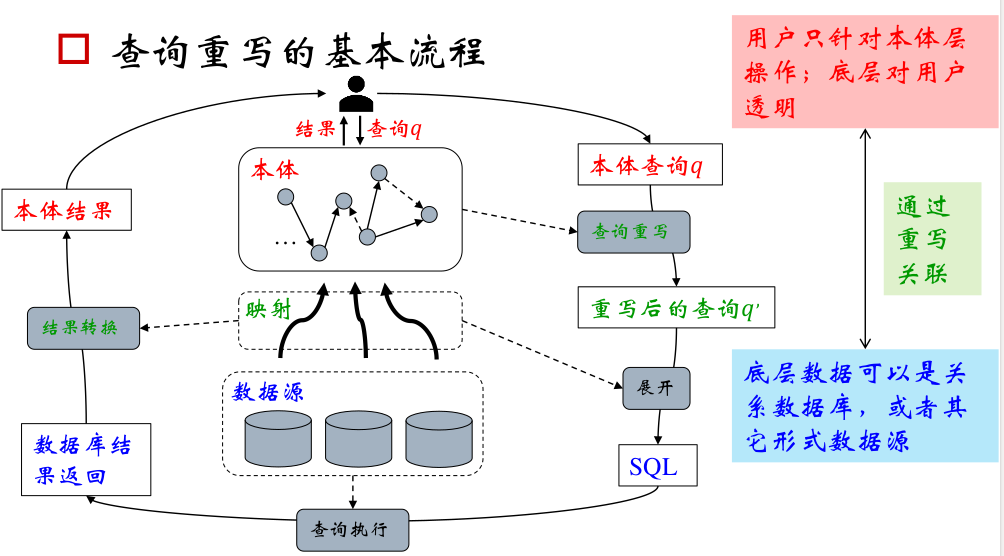 查询重写的基本流程
用户只针对本体层
操作；底层对用户
透明
结果
查询q
本体
...
本体查询q
本体结果
查询重写
通过
重写
关联
映射
结果转换
重写后的查询q’
数据源
展开
底层数据可以是关
系数据库，或者其
它形式数据源
数据库结
果返回
SQL
查询执行